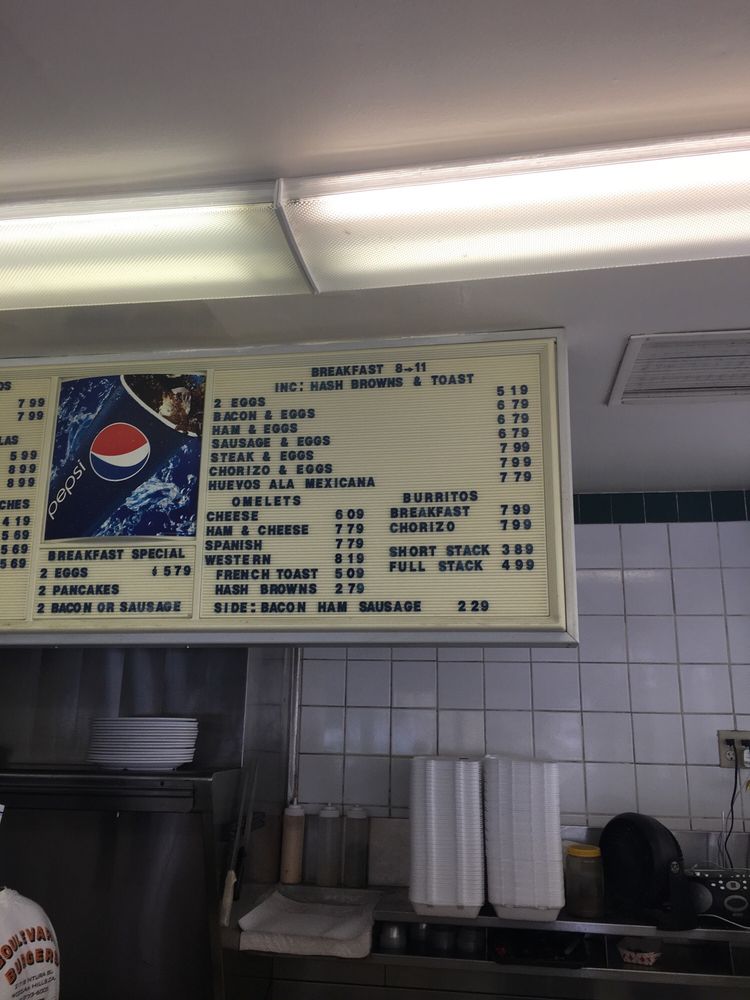 7 99
7 99
5 99
8 99
8 99
4 19
5 69
5 69
5 69
pepsi
BREAKFAST SPECIAL
2 EGGS $ 5 79
2 PANCAKES
2 BACON OR SAUSAGE
BREAKFAST 8→11
INC: HASH BROWNS & TOAST
2 EGGS 5 19
BACON & EGGS 6 79
HAM & EGGS 6 79
SAUSAGE & EGGS 6 79
STEAK & EGGS 7 99
CHORIZO & EGGS 7 99
HUEVOS ALA MEXICANA 7 79
OMELETS
CHEESE 6 09
HAM & CHEESE 7 79
SPANISH 7 79
WESTERN 8 19
FRENCH TOAST 5 09
HASH BROWNS 2 79
BURRITOS
BREAKFAST 7 99
CHORIZO 7 99
SHORT STACK 3 89
FULL STACK 4 99
SIDE: BACON HAM SAUSAGE 2 29
BURGERS